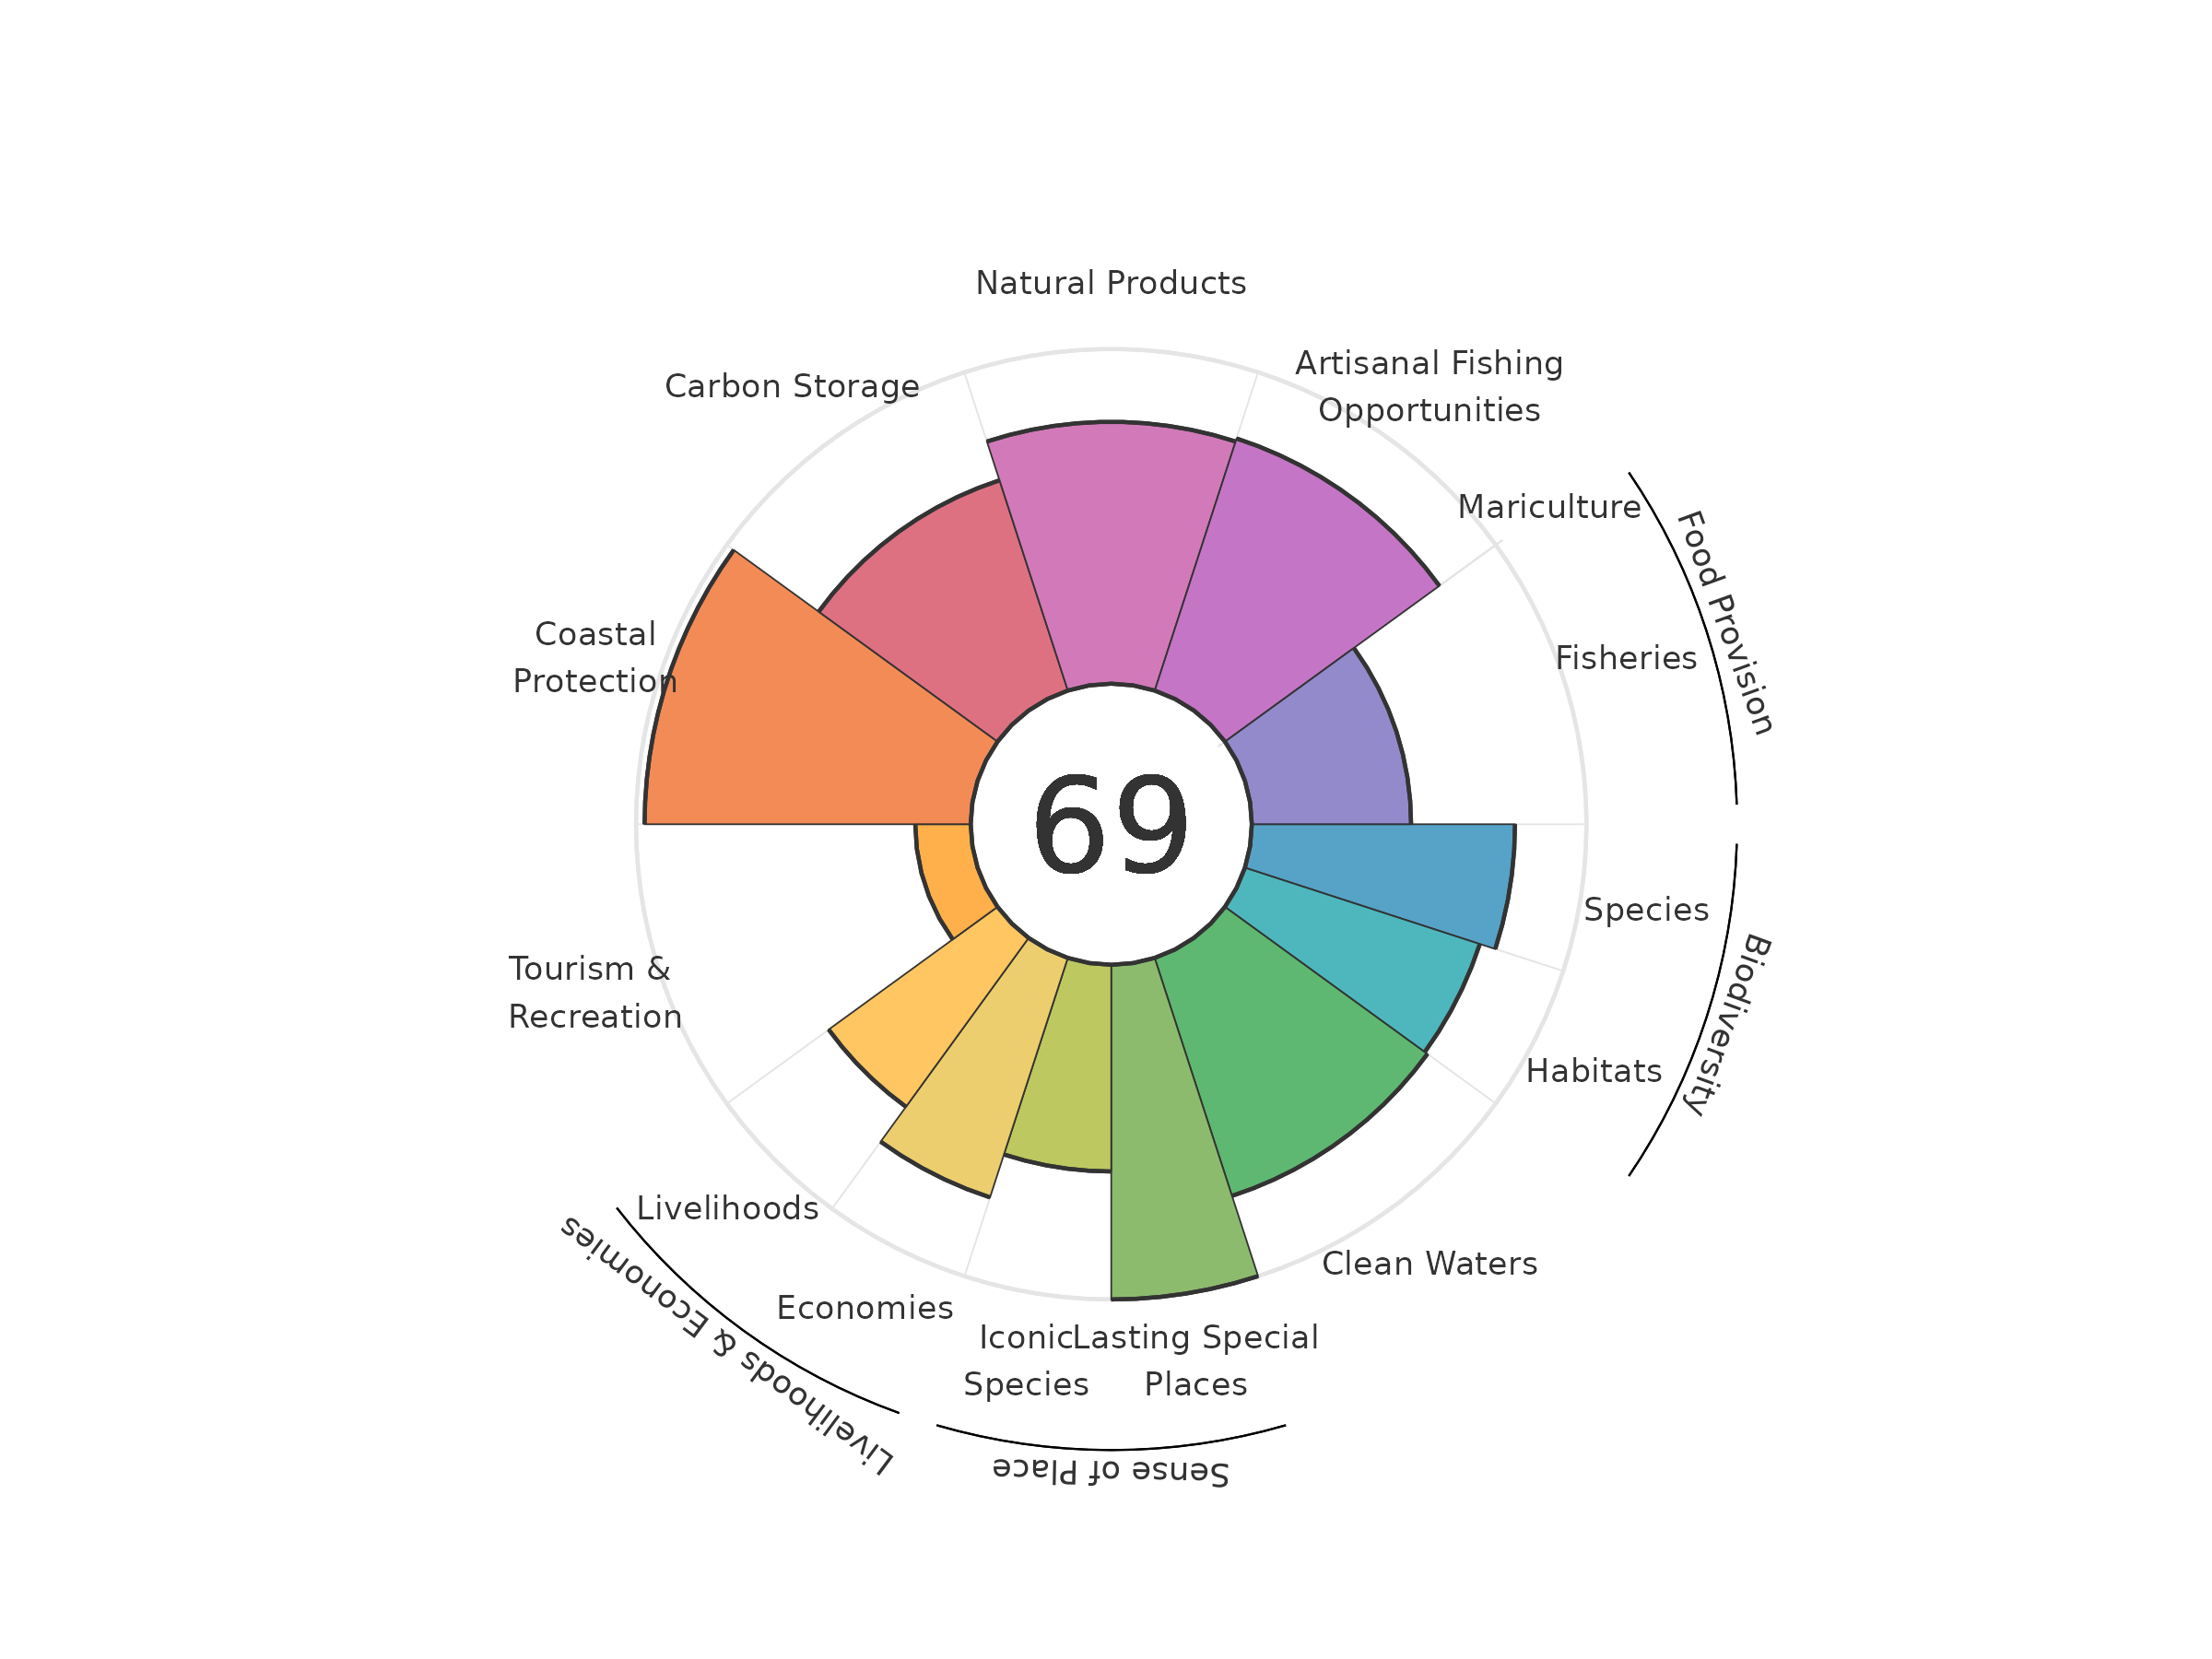 Natural Products
Artisanal Fishing
Opportunities
Carbon Storage
Mariculture
Food Provision
Coastal
Protection
Fisheries
69
Species
Biodiversity
Tourism &
Recreation
Habitats
Livelihoods
Livelihoods & Economies
Clean Waters
Economies
Iconic
Species
Lasting Special
Places
Sense of Place